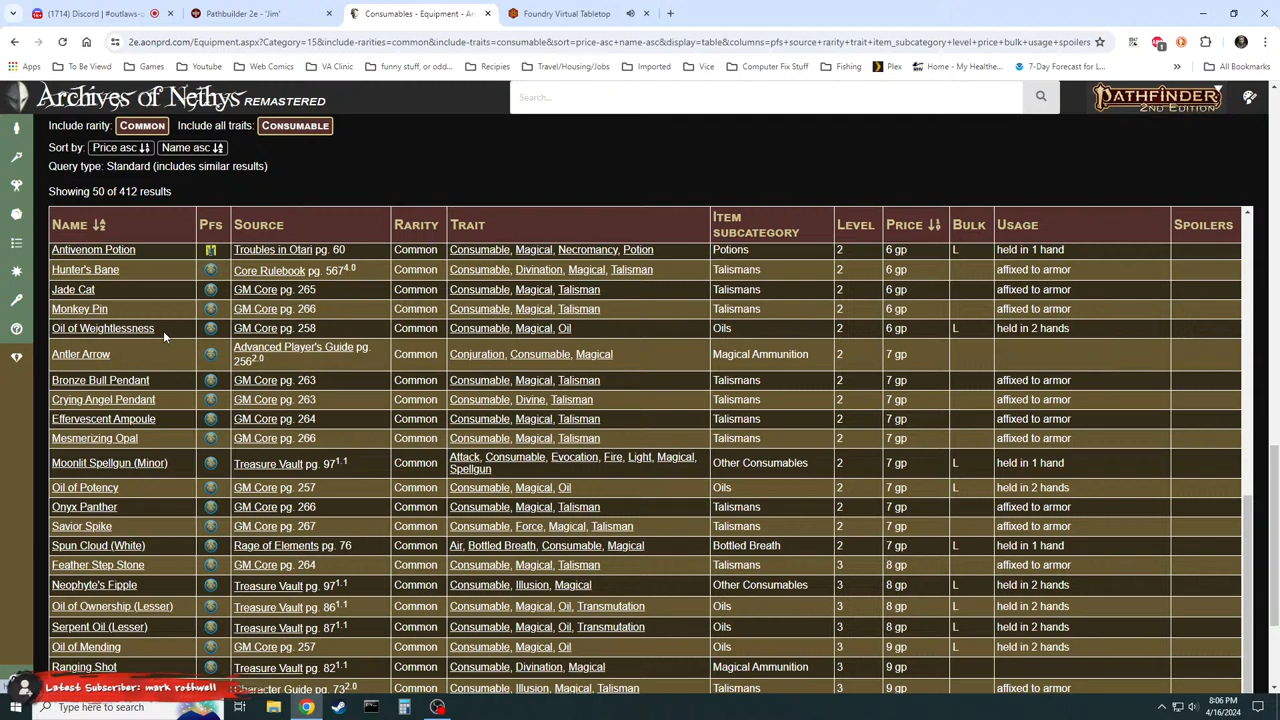 (1714) Discord | #outlaws-o
Pathbuilder 2e - 'Jim'
Consumables - Equipment - Ar
Foundry Virtual Tabletop
2e.aonprd.com/Equipment.aspx?Category=15&include-rarities=common&include-traits=consumable&sort=price-asc+name-asc&display=table&columns=pfs+source+rarity+trait+item_subcategory+level+price+bulk+usage+spoilers
Apps To Be Viewd Games Youtube Web Comics VA Clinic funny stuff, or odd... Recipies Travel/Housing/Jobs Imported Vice Computer Fix Stuff Fishing Plex Home - My Healthe... 7-Day Forecast for L... » All Bookmarks
Archives of Nethys REMASTERED
Search...
PATHFINDER
2ND EDITION
Include rarity: COMMON Include all traits: CONSUMABLE
Sort by: Price asc Name asc
Query type: Standard (includes similar results)
Showing 50 of 412 results
NAME PFS SOURCE RARITY TRAIT ITEM SUBCATEGORY LEVEL PRICE BULK USAGE SPOILERS
Antivenom Potion Troubles in Otari pg. 60 Common Consumable, Magical, Necromancy, Potion Potions 2 6 gp L held in 1 hand
Hunter's Bane Core Rulebook pg. 567 4.0 Common Consumable, Divination, Magical, Talisman Talismans 2 6 gp affixed to armor
Jade Cat GM Core pg. 265 Common Consumable, Magical, Talisman Talismans 2 6 gp affixed to armor
Monkey Pin GM Core pg. 266 Common Consumable, Magical, Talisman Talismans 2 6 gp affixed to armor
Oil of Weightlessness GM Core pg. 258 Common Consumable, Magical, Oil Oils 2 6 gp L held in 2 hands
Antler Arrow Advanced Player's Guide pg. 256 2.0 Common Conjuration, Consumable, Magical Magical Ammunition 2 7 gp
Bronze Bull Pendant GM Core pg. 263 Common Consumable, Magical, Talisman Talismans 2 7 gp affixed to armor
Crying Angel Pendant GM Core pg. 263 Common Consumable, Divine, Talisman Talismans 2 7 gp affixed to armor
Effervescent Ampoule GM Core pg. 264 Common Consumable, Magical, Talisman Talismans 2 7 gp affixed to armor
Mesmerizing Opal GM Core pg. 266 Common Consumable, Magical, Talisman Talismans 2 7 gp affixed to armor
Moonlit Spellgun (Minor) Treasure Vault pg. 97 1.1 Common Attack, Consumable, Evocation, Fire, Light, Magical, Spellgun Other Consumables 2 7 gp L held in 1 hand
Oil of Potency GM Core pg. 257 Common Consumable, Magical, Oil Oils 2 7 gp L held in 2 hands
Onyx Panther GM Core pg. 266 Common Consumable, Magical, Talisman Talismans 2 7 gp affixed to armor
Savior Spike GM Core pg. 267 Common Consumable, Force, Magical, Talisman Talismans 2 7 gp affixed to armor
Spun Cloud (White) Rage of Elements pg. 76 Common Air, Bottled Breath, Consumable, Magical Bottled Breath 2 7 gp L held in 1 hand
Feather Step Stone GM Core pg. 264 Common Consumable, Magical, Talisman Talismans 3 8 gp affixed to armor
Neophyte's Fipple Treasure Vault pg. 97 1.1 Common Consumable, Illusion, Magical Other Consumables 3 8 gp L held in 2 hands
Oil of Ownership (Lesser) Treasure Vault pg. 86 1.1 Common Consumable, Magical, Oil, Transmutation Oils 3 8 gp L held in 2 hands
Serpent Oil (Lesser) Treasure Vault pg. 87 1.1 Common Consumable, Magical, Oil, Transmutation Oils 3 8 gp L held in 2 hands
Oil of Mending GM Core pg. 257 Common Consumable, Magical, Oil Oils 3 9 gp L held in 2 hands
Ranging Shot Treasure Vault pg. 82 1.1 Common Consumable, Divination, Magical Magical Ammunition 3 9 gp
Character Guide pg. 73 2.0 Common Consumable, Illusion, Magical, Talisman Talismans 3 9 gp affixed to armor
Latest Subscriber: mark rothwell
Type here to search
8:06 PM
4/16/2024